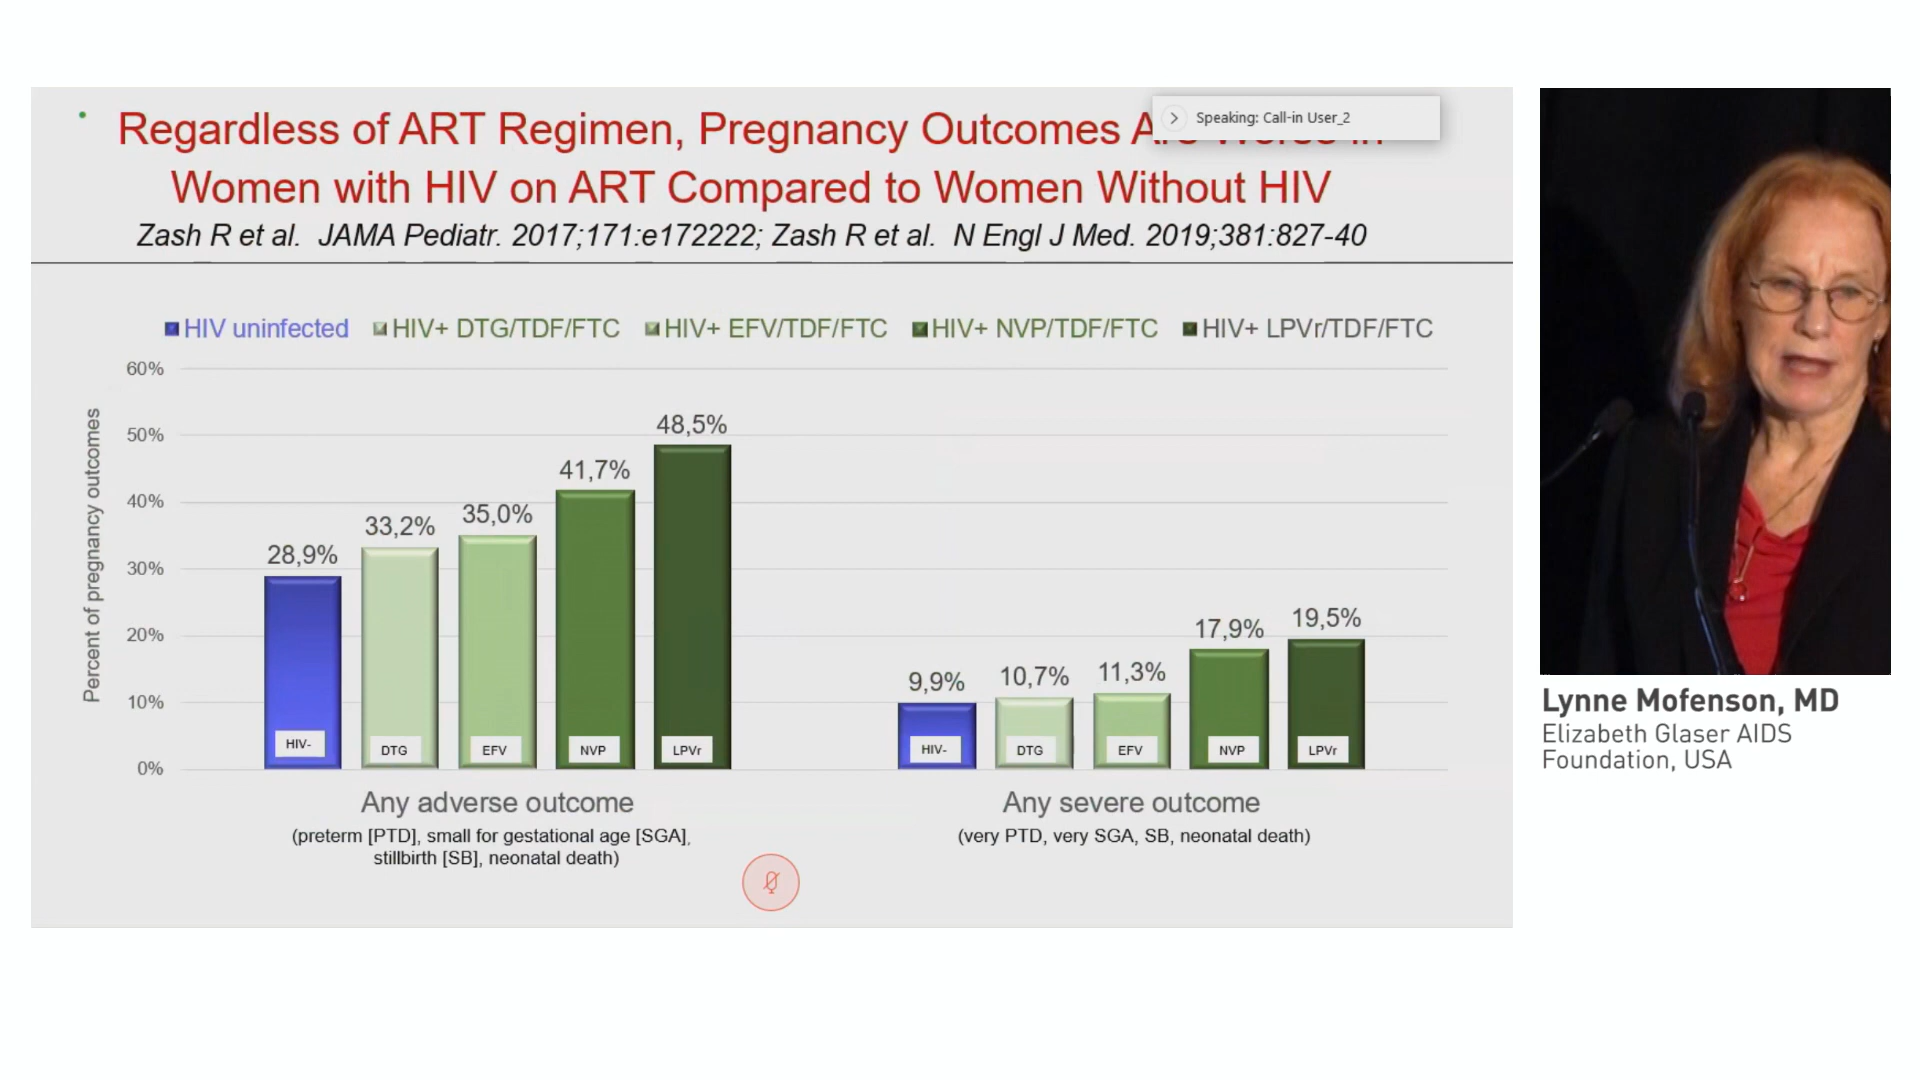 Regardless of ART Regimen, Pregnancy Outcomes
Women with HIV on ART Compared to Women Without HIV
Zash R et al. JAMA Pediatr. 2017;171:e172222; Zash R et al. N Engl J Med. 2019;381:827-40
Speaking: Call-in User_2
HIV uninfected HIV+ DTG/TDF/FTC HIV+ EFV/TDF/FTC HIV+ NVP/TDF/FTC HIV+ LPVr/TDF/FTC
Percent of pregnancy outcomes
60%
50%
40%
30%
20%
10%
0%
28,9% 33,2% 35,0% 41,7% 48,5%
HIV- DTG EFV NVP LPVr
Any adverse outcome
(preterm [PTD], small for gestational age [SGA],
stillbirth [SB], neonatal death)
9,9% 10,7% 11,3% 17,9% 19,5%
HIV- DTG EFV NVP LPVr
Any severe outcome
(very PTD, very SGA, SB, neonatal death)
Lynne Mofenson, MD
Elizabeth Glaser AIDS
Foundation, USA